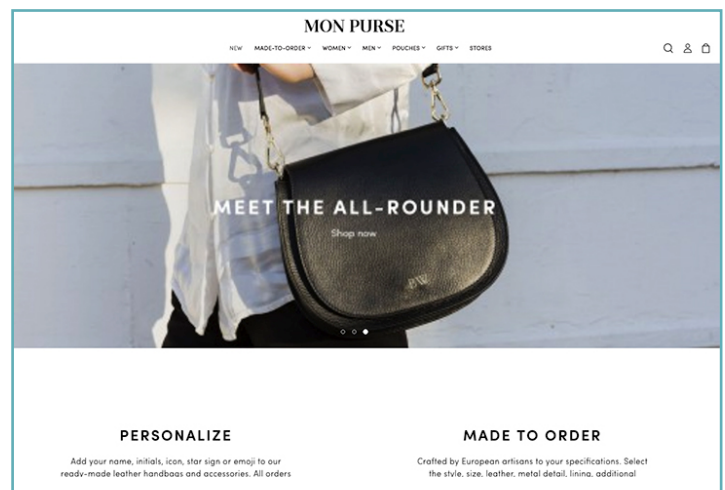 MON PURSE
NEW MADE-TO-ORDER WOMEN MEN POUCHES GIFTS STORES
MEET THE ALL-ROUNDER
Shop now
PW
PERSONALIZE
Add your name, initials, icon, star sign or emoji to our
ready-made leather handbags and accessories. All orders
MADE TO ORDER
Crafted by European artisans to your specifications. Select
the style, size, leather, metal detail, lining, additional